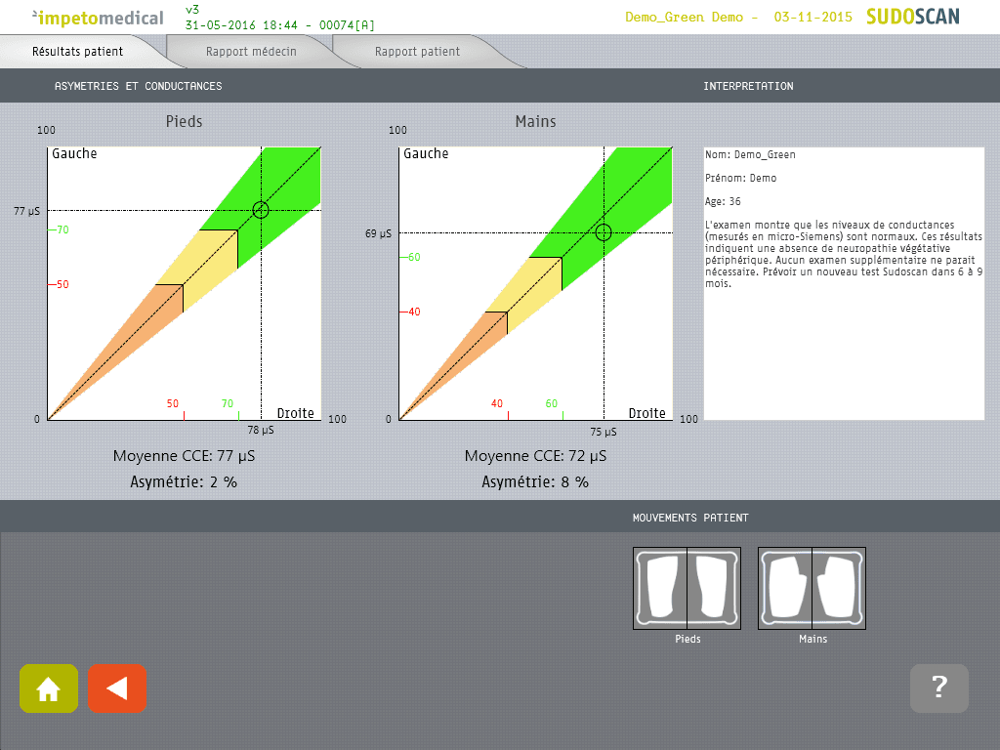 impetomedical
v3
31-05-2016 18:44 - 00074[A]
Demo_Green Demo - 03-11-2015
SUDOSCAN
Résultats patient
Rapport médecin
Rapport patient
ASYMETRIES ET CONDUCTANCES
INTERPRETATION
Pieds
100
Gauche
77 µS
70
50
0
50
70
Droite
100
78 µS
Moyenne CCE: 77 µS
Asymétrie: 2 %
Mains
100
Gauche
69 µS
60
40
0
40
60
Droite
100
75 µS
Moyenne CCE: 72 µS
Asymétrie: 8 %
Nom: Demo_Green
Prénom: Demo
Age: 36
L'examen montre que les niveaux de conductances
(mesurés en micro-Siemens) sont normaux. Ces résultats
indiquent une absence de neuropathie végétative
périphérique. Aucun examen supplémentaire ne parait
nécessaire. Prévoir un nouveau test Sudoscan dans 6 à 9
mois.
MOUVEMENTS PATIENT
Pieds
Mains
?